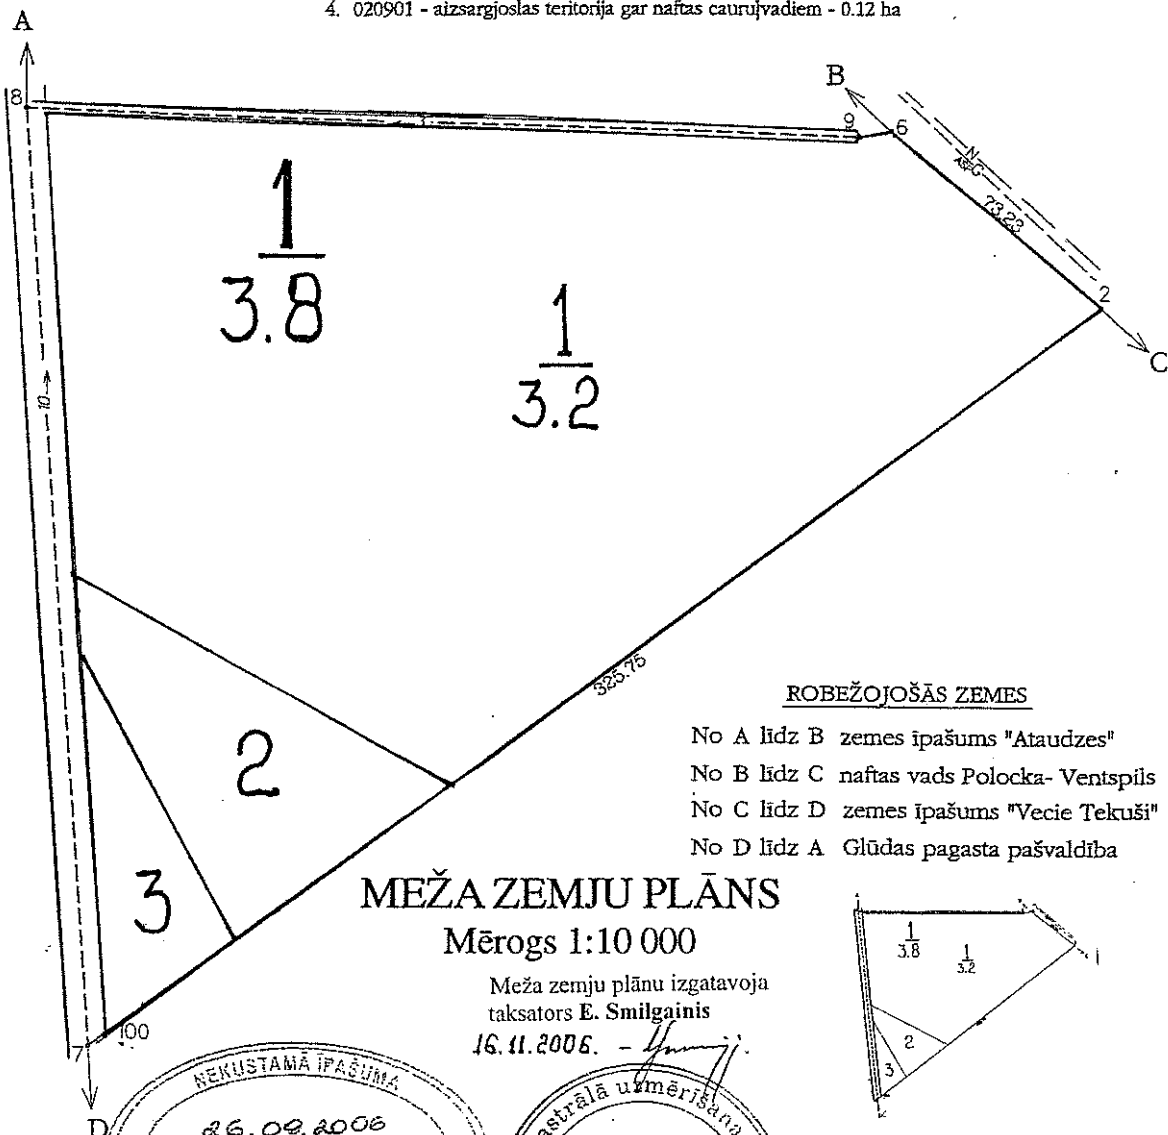 4. 020901 - aizsargjoslas teritorija gar naftas cauruļvadiem - 0.12 ha
A
8
B
9
6
N
73.23
2
C
1
3.8
1
3.2
10
325.75
2
3
ROBEŽOJOŠĀS ZEMES
No A līdz B zemes īpašums "Ataudzes"
No B līdz C naftas vads Polocka- Ventspils
No C līdz D zemes īpašums "Vecie Tekuši"
No D līdz A Glūdas pagasta pašvaldība
MEŽA ZEMJU PLĀNS
Mērogs 1:10 000
Meža zemju plānu izgatavoja
taksators E. Smilgainis
16.11.2006.
1
3.8
1
3.2
2
3
7
100
D
NEKUSTAMĀ ĪPAŠUMA
26.09.2006
uzmērīšana